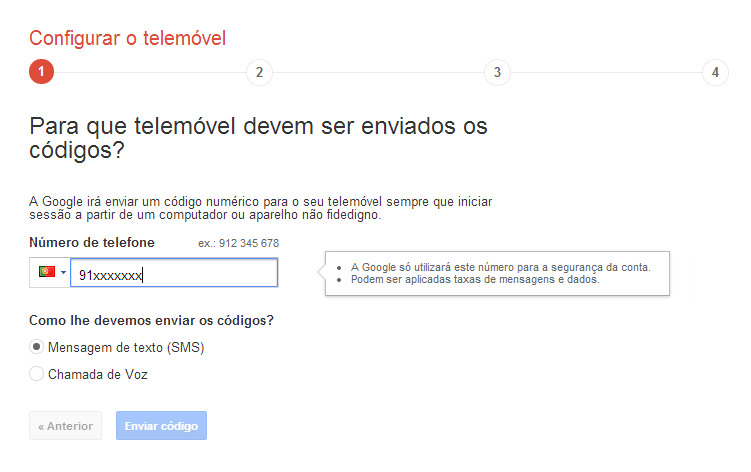 Configurar o telemóvel
1
2
3
4
Para que telemóvel devem ser enviados os
códigos?
A Google irá enviar um código numérico para o seu telemóvel sempre que iniciar
sessão a partir de um computador ou aparelho não fidedigno.
Número de telefone ex.: 912 345 678
91xxxxxxx
• A Google só utilizará este número para a segurança da conta.
• Podem ser aplicadas taxas de mensagens e dados.
Como lhe devemos enviar os códigos?
Mensagem de texto (SMS)
Chamada de Voz
« Anterior
Enviar código